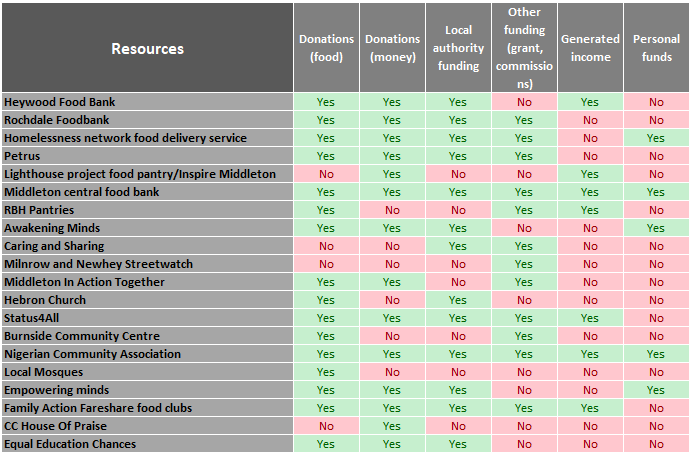 Resources Donations (food) Donations (money) Local authority funding Other funding (grant, commissions) Generated income Personal funds
Heywood Food Bank Yes Yes Yes No Yes No
Rochdale Foodbank Yes Yes Yes Yes No No
Homelessness network food delivery service Yes Yes Yes Yes No Yes
Petrus Yes Yes Yes Yes No No
Lighthouse project food pantry/Inspire Middleton No Yes No No Yes No
Middleton central food bank Yes Yes Yes Yes Yes Yes
RBH Pantries Yes No No Yes Yes No
Awakening Minds Yes Yes Yes No No Yes
Caring and Sharing No No Yes Yes No No
Milnrow and Newhey Streetwatch No No No Yes No No
Middleton In Action Together Yes Yes No Yes No No
Hebron Church Yes No Yes No No No
Status4All Yes Yes Yes Yes Yes No
Burnside Community Centre Yes No No Yes No No
Nigerian Community Association Yes Yes Yes Yes Yes Yes
Local Mosques Yes No No No No No
Empowering minds Yes Yes Yes No No Yes
Family Action Fareshare food clubs Yes Yes Yes Yes Yes No
CC House Of Praise No Yes No No No No
Equal Education Chances Yes Yes Yes No No No